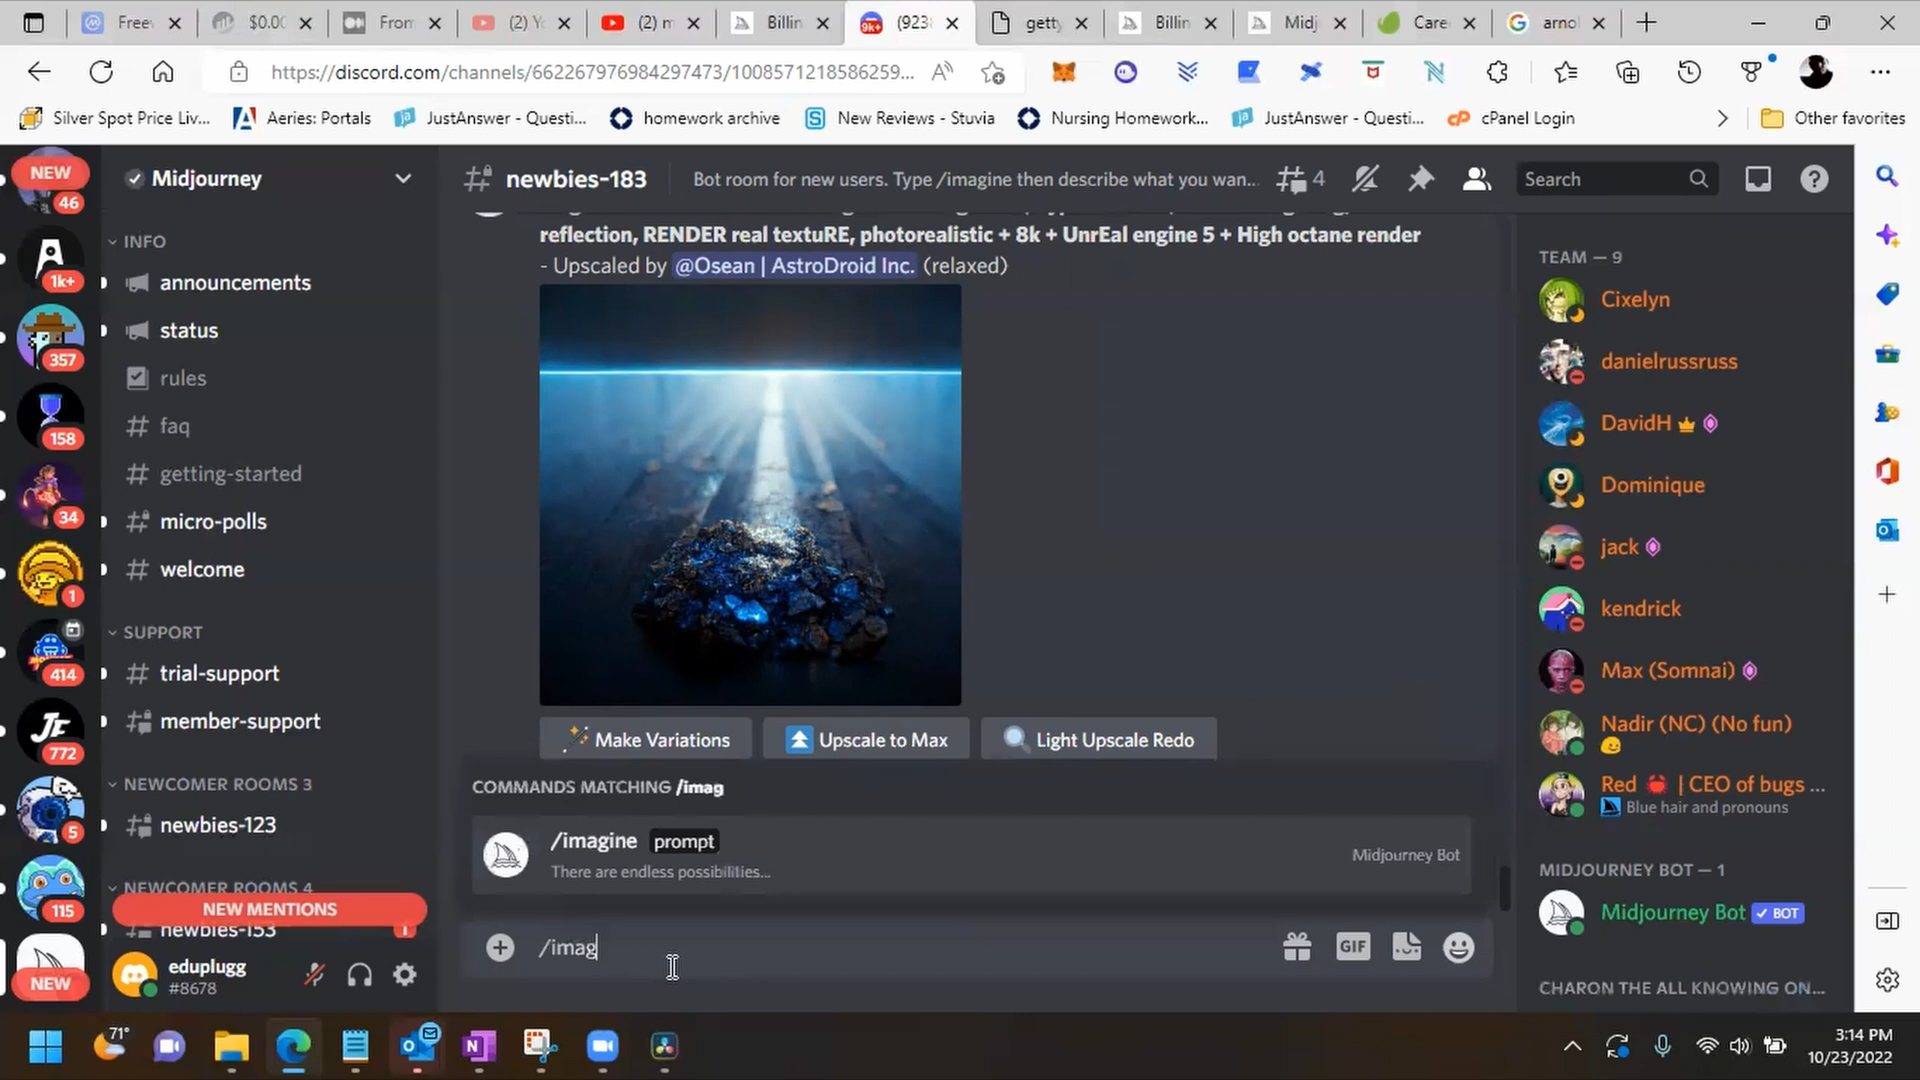 Freev
$0.00
From
(2) Yo
(2) m
Billin
(923
getty
Billin
Midj
Care
arnol
9k+
https://discord.com/channels/662267976984297473/1008571218586259...
Silver Spot Price Liv...
Aeries: Portals
JustAnswer - Questi...
homework archive
New Reviews - Stuvia
Nursing Homework...
JustAnswer - Questi...
cPanel Login
Other favorites
NEW
46
1k+
357
158
34
1
414
772
5
115
NEW
Midjourney
INFO
announcements
status
rules
faq
getting-started
micro-polls
welcome
SUPPORT
trial-support
member-support
NEWCOMER ROOMS 3
newbies-123
NEWCOMER ROOMS 4
NEW MENTIONS
newbies-153
eduplugg
#8678
newbies-183
Bot room for new users. Type /imagine then describe what you wan...
4
Search
reflection, RENDER real textuRE, photorealistic + 8k + UnrEal engine 5 + High octane render
- Upscaled by @Osean | AstroDroid Inc. (relaxed)
Make Variations
Upscale to Max
Light Upscale Redo
COMMANDS MATCHING /imag
/imagine prompt
There are endless possibilities...
Midjourney Bot
/imag
GIF
TEAM — 9
Cixelyn
danielrussruss
DavidH
Dominique
jack
kendrick
Max (Somnai)
Nadir (NC) (No fun)
Red | CEO of bugs ...
Blue hair and pronouns
MIDJOURNEY BOT — 1
Midjourney Bot BOT
CHARON THE ALL KNOWING ON...
71°
3:14 PM
10/23/2022